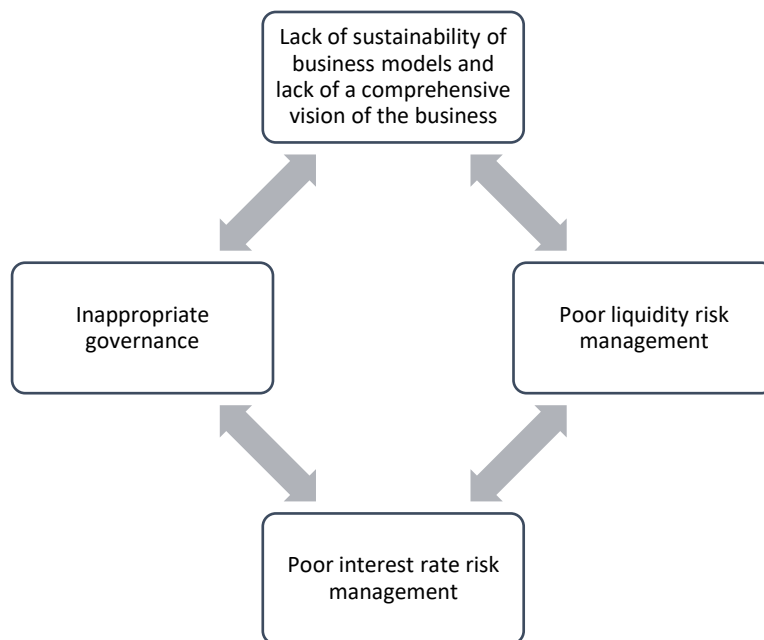 Lack of sustainability of
business models and
lack of a comprehensive
vision of the business
Inappropriate
governance
Poor liquidity risk
management
Poor interest rate risk
management